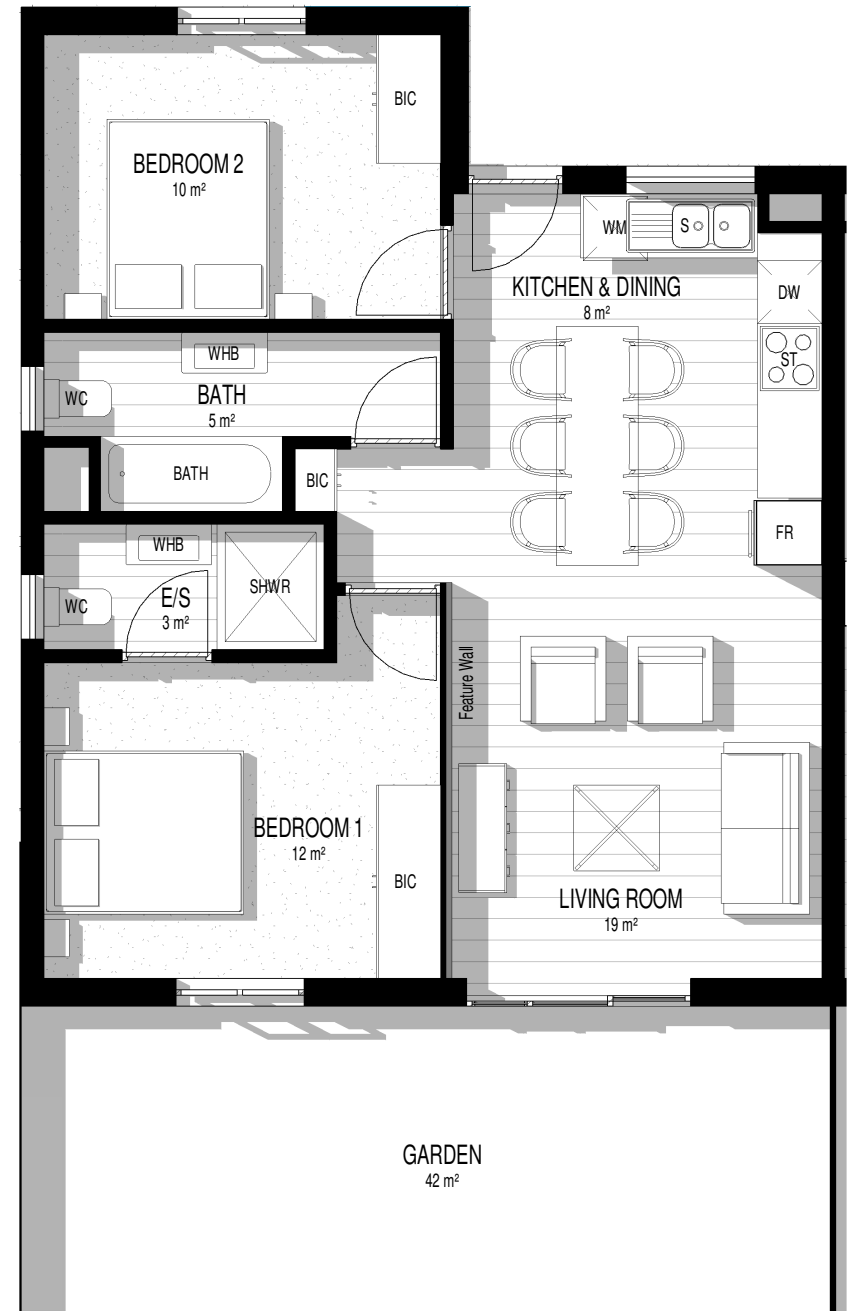 BIC
BEDROOM 2
10 m²
WM
S
KITCHEN & DINING
8 m²
DW
ST
WHB
WC
BATH
5 m²
BATH
BIC
FR
WHB
WC
E/S
3 m²
SHWR
Feature Wall
BEDROOM 1
12 m²
BIC
LIVING ROOM
19 m²
GARDEN
42 m²